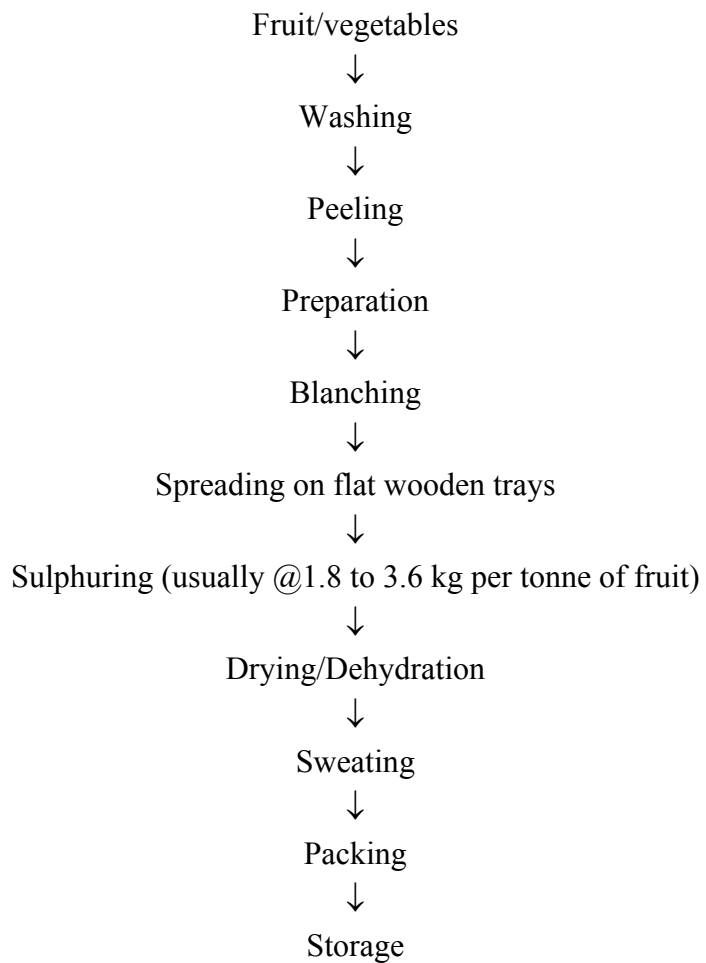 Fruit/vegetables
↓
Washing
↓
Peeling
↓
Preparation
↓
Blanching
↓
Spreading on flat wooden trays
↓
Sulphuring (usually @1.8 to 3.6 kg per tonne of fruit)
↓
Drying/Dehydration
↓
Sweating
↓
Packing
↓
Storage